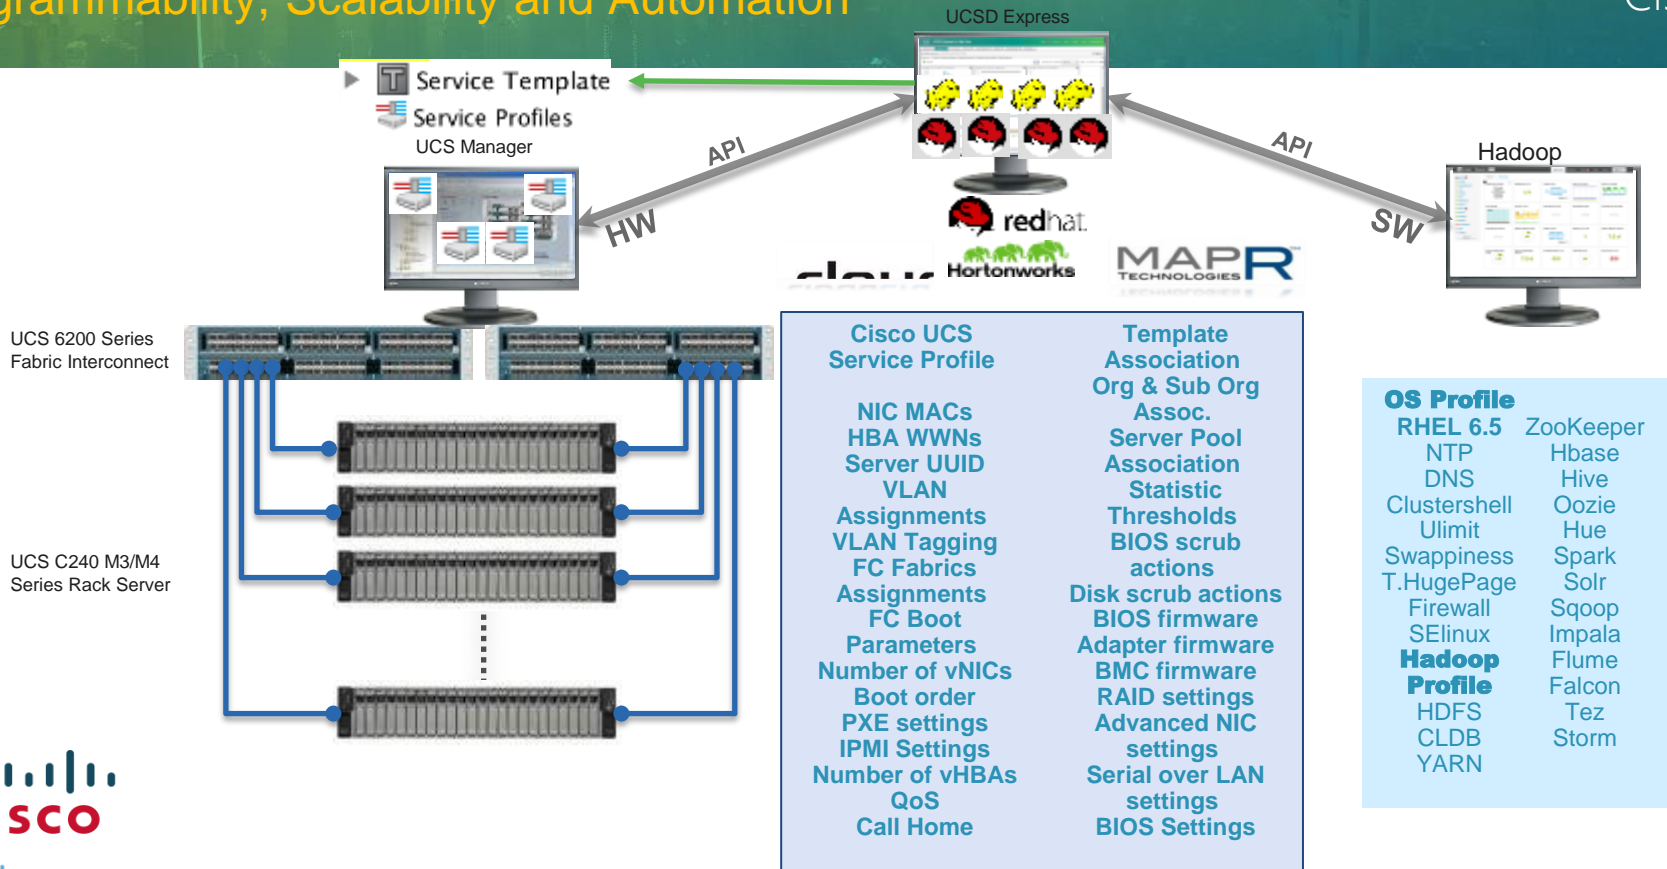 Programmability, Scalability and Automation
UCSD Express
Service Template
Service Profiles
UCS Manager
API
HW
API
SW
Hadoop
redhat.
Hortonworks
MAPR
TECHNOLOGIES
UCS 6200 Series
Fabric Interconnect
UCS C240 M3/M4
Series Rack Server
Cisco UCS
Service Profile
NIC MACs
HBA WWNs
Server UUID
VLAN
Assignments
VLAN Tagging
FC Fabrics
Assignments
FC Boot
Parameters
Number of vNICs
Boot order
PXE settings
IPMI Settings
Number of vHBAs
QoS
Call Home
Template
Association
Org & Sub Org
Assoc.
Server Pool
Association
Statistic
Thresholds
BIOS scrub
actions
Disk scrub actions
BIOS firmware
Adapter firmware
BMC firmware
RAID settings
Advanced NIC
settings
Serial over LAN
settings
BIOS Settings
OS Profile
RHEL 6.5
NTP
DNS
Clustershell
Ulimit
Swappiness
T.HugePage
Firewall
SElinux
Hadoop
Profile
HDFS
CLDB
YARN
ZooKeeper
Hbase
Hive
Oozie
Hue
Spark
Solr
Sqoop
Impala
Flume
Falcon
Tez
Storm
sco